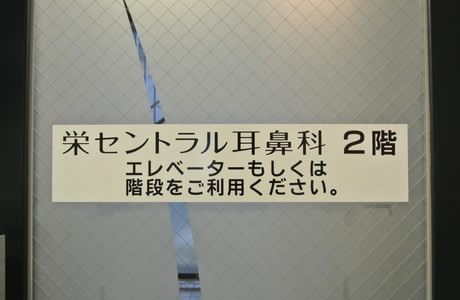 栄セントラル耳鼻科 2階
エレベーターもしくは
階段をご利用ください。